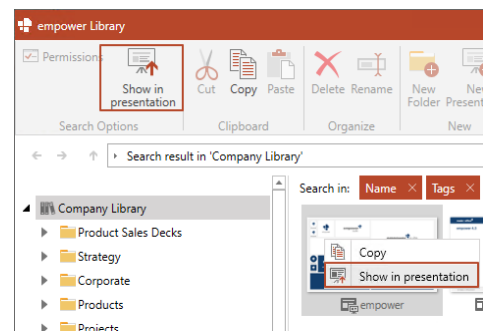 empower Library
Permissions
Show in
presentation
Cut
Copy
Paste
Delete
Rename
New
Folder
New
Presen
Search Options
Clipboard
Organize
New
Search result in 'Company Library'
Search in:
Name
Tags
Company Library
Product Sales Decks
Strategy
Corporate
Products
Projects
Copy
Show in presentation
empower